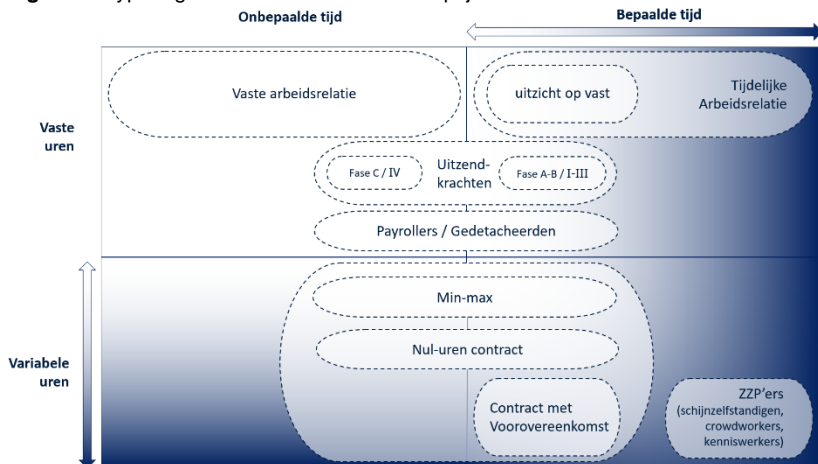 Onbepaalde tijd
Bepaalde tijd
Vaste
uren
Vaste arbeidsrelatie
uitzicht op vast
Tijdelijke
Arbeidsrelatie
Fase C / IV
Uitzend-
krachten
Fase A-B / I-III
Payrollers / Gedetacheerden
Variabele
uren
Min-max
Nul-uren contract
Contract met
Voorovereenkomst
ZZP'ers
(schijnzelfstandigen,
crowdworkers,
kenniswerkers)